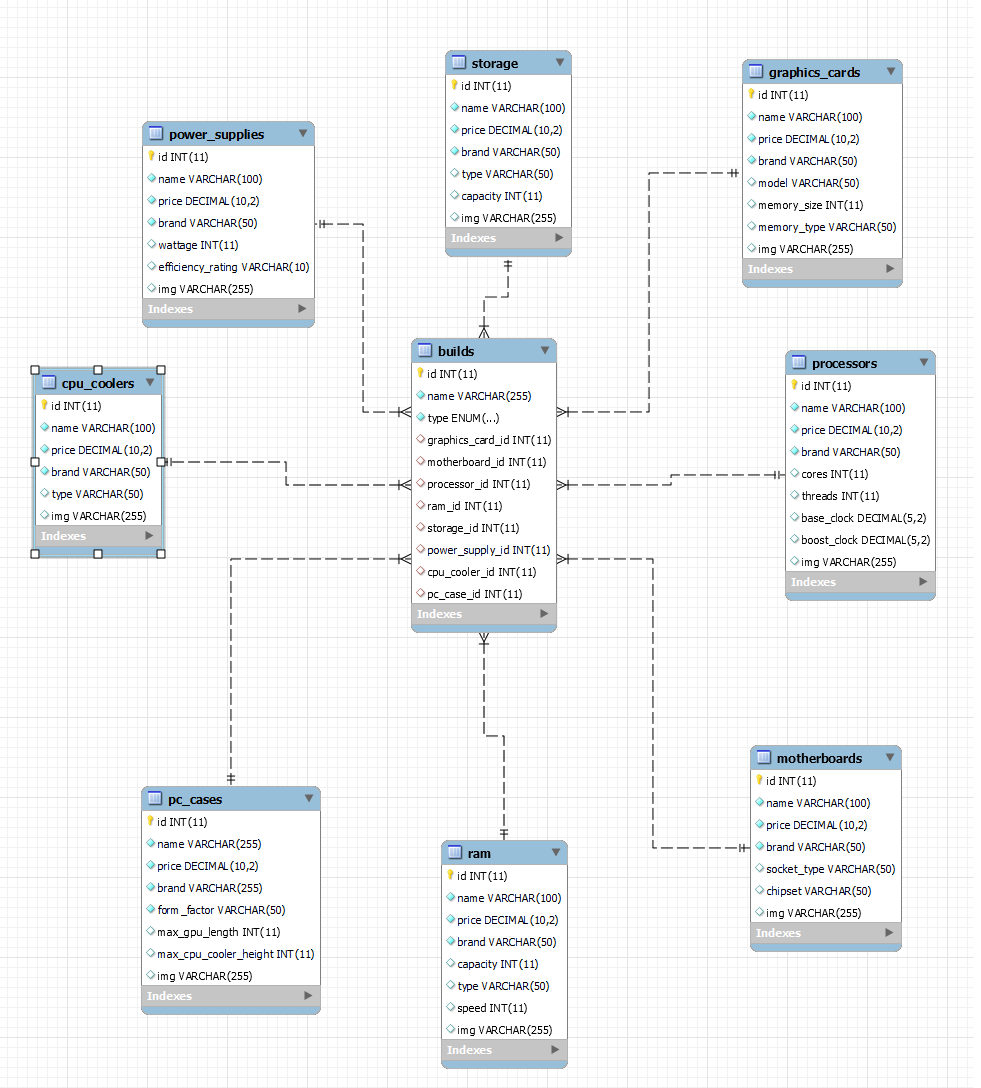 storage
id INT(11)
name VARCHAR(100)
price DECIMAL(10,2)
brand VARCHAR(50)
type VARCHAR(50)
capacity INT(11)
img VARCHAR(255)
Indexes
graphics_cards
id INT(11)
name VARCHAR(100)
price DECIMAL(10,2)
brand VARCHAR(50)
model VARCHAR(50)
memory_size INT(11)
memory_type VARCHAR(50)
img VARCHAR(255)
Indexes
power_supplies
id INT(11)
name VARCHAR(100)
price DECIMAL(10,2)
brand VARCHAR(50)
wattage INT(11)
efficiency_rating VARCHAR(10)
img VARCHAR(255)
Indexes
builds
id INT(11)
name VARCHAR(255)
type ENUM(...)
graphics_card_id INT(11)
motherboard_id INT(11)
processor_id INT(11)
ram_id INT(11)
storage_id INT(11)
power_supply_id INT(11)
cpu_cooler_id INT(11)
pc_case_id INT(11)
Indexes
processors
id INT(11)
name VARCHAR(100)
price DECIMAL(10,2)
brand VARCHAR(50)
cores INT(11)
threads INT(11)
base_clock DECIMAL(5,2)
boost_clock DECIMAL(5,2)
img VARCHAR(255)
Indexes
cpu_coolers
id INT(11)
name VARCHAR(100)
price DECIMAL(10,2)
brand VARCHAR(50)
type VARCHAR(50)
img VARCHAR(255)
Indexes
motherboards
id INT(11)
name VARCHAR(100)
price DECIMAL(10,2)
brand VARCHAR(50)
socket_type VARCHAR(50)
chipset VARCHAR(50)
img VARCHAR(255)
Indexes
pc_cases
id INT(11)
name VARCHAR(255)
price DECIMAL(10,2)
brand VARCHAR(255)
form_factor VARCHAR(50)
max_gpu_length INT(11)
max_cpu_cooler_height INT(11)
img VARCHAR(255)
Indexes
ram
id INT(11)
name VARCHAR(100)
price DECIMAL(10,2)
brand VARCHAR(50)
capacity INT(11)
type VARCHAR(50)
speed INT(11)
img VARCHAR(255)
Indexes